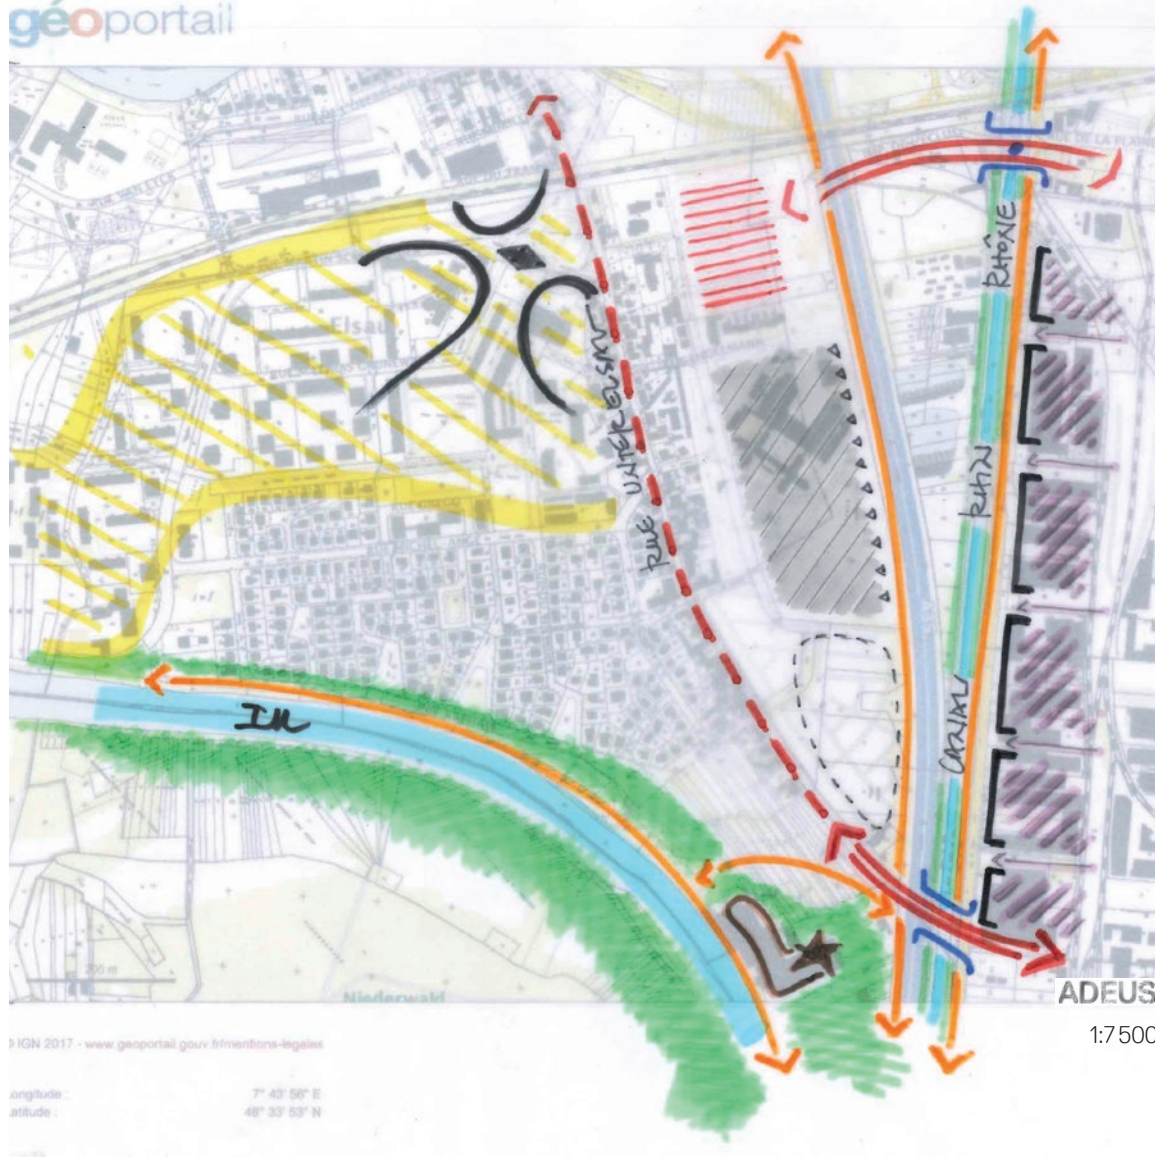 géoportail
RHÔNE
Elsau
RUE UNTERELSAU
RHIN
CANAL
ILL
200 m
Niederwald
ADEUS
1:7500
© IGN 2017 - www.geoportail.gouv.fr/mentions-legales
Longitude : 7° 43' 56" E
Latitude : 48° 33' 53" N